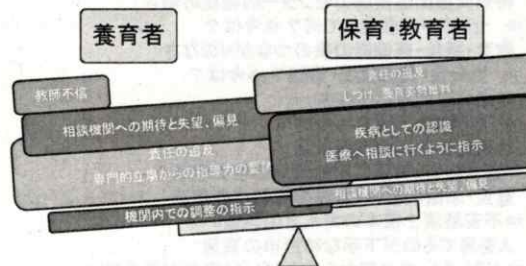 養育者
保育・教育者
教師不信
相談機関への期待と失望、偏見
責任の追及
専門的立場からの指導力の要請
機関内での調整の指示
責任の追及
しつけ、養育姿勢批判
疾病としての認識
医療へ相談に行くように指示
相談機関への期待と失望、偏見